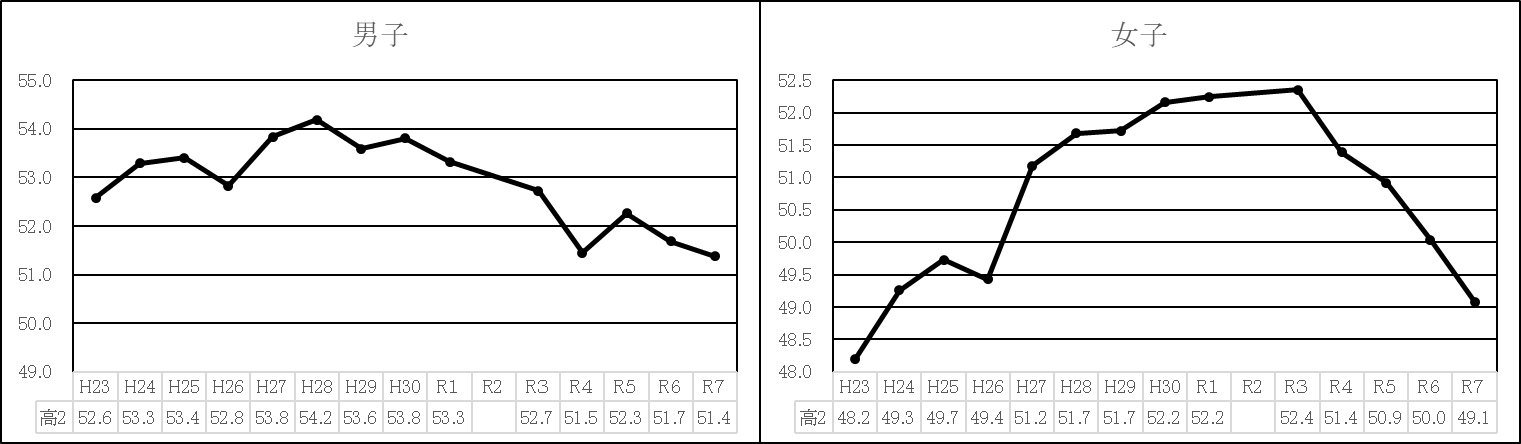 男子
55.0
54.0
53.0
52.0
51.0
50.0
49.0
H23 H24 H25 H26 H27 H28 H29 H30 R1 R2 R3 R4 R5 R6 R7
高2 52.6 53.3 53.4 52.8 53.8 54.2 53.6 53.8 53.3 52.7 51.5 52.3 51.7 51.4
女子
52.5
52.0
51.5
51.0
50.5
50.0
49.5
49.0
48.5
48.0
H23 H24 H25 H26 H27 H28 H29 H30 R1 R2 R3 R4 R5 R6 R7
高2 48.2 49.3 49.7 49.4 51.2 51.7 51.7 52.2 52.2 52.4 51.4 50.9 50.0 49.1